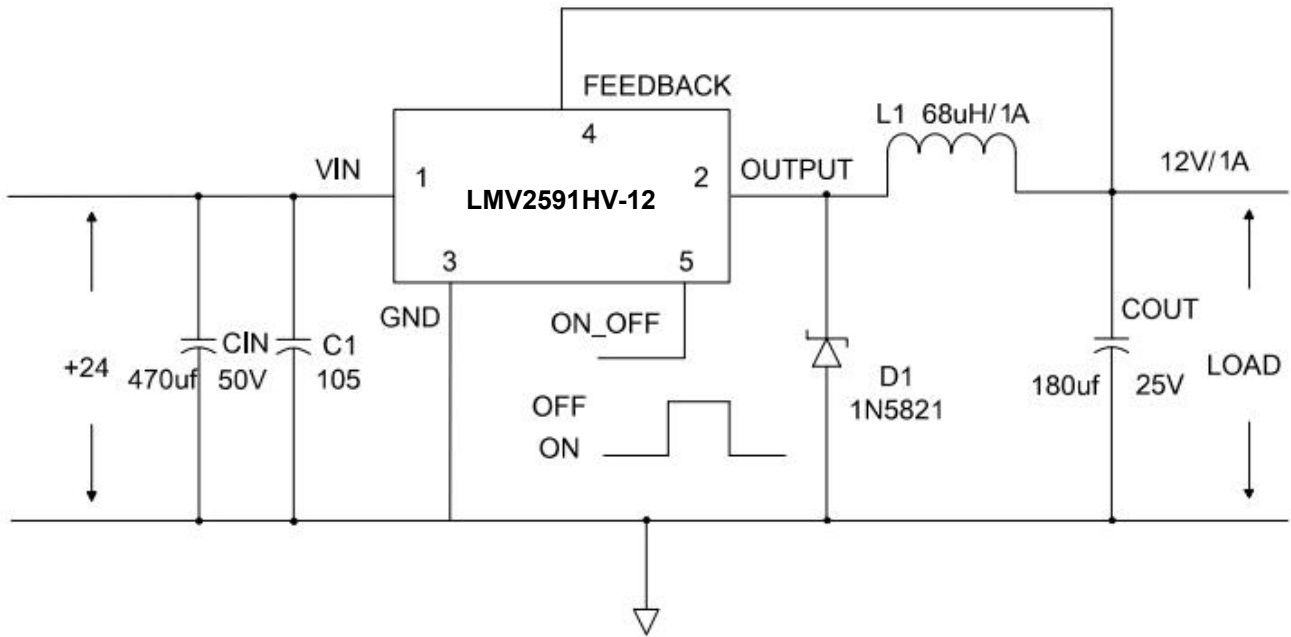 FEEDBACK
4
L1 68uH/1A
VIN
1
LMV2591HV-12
2
OUTPUT
12V/1A
3
5
GND
ON_OFF
+24
470uf
CIN
50V
C1
105
OFF
ON
D1
1N5821
COUT
180uf
25V
LOAD